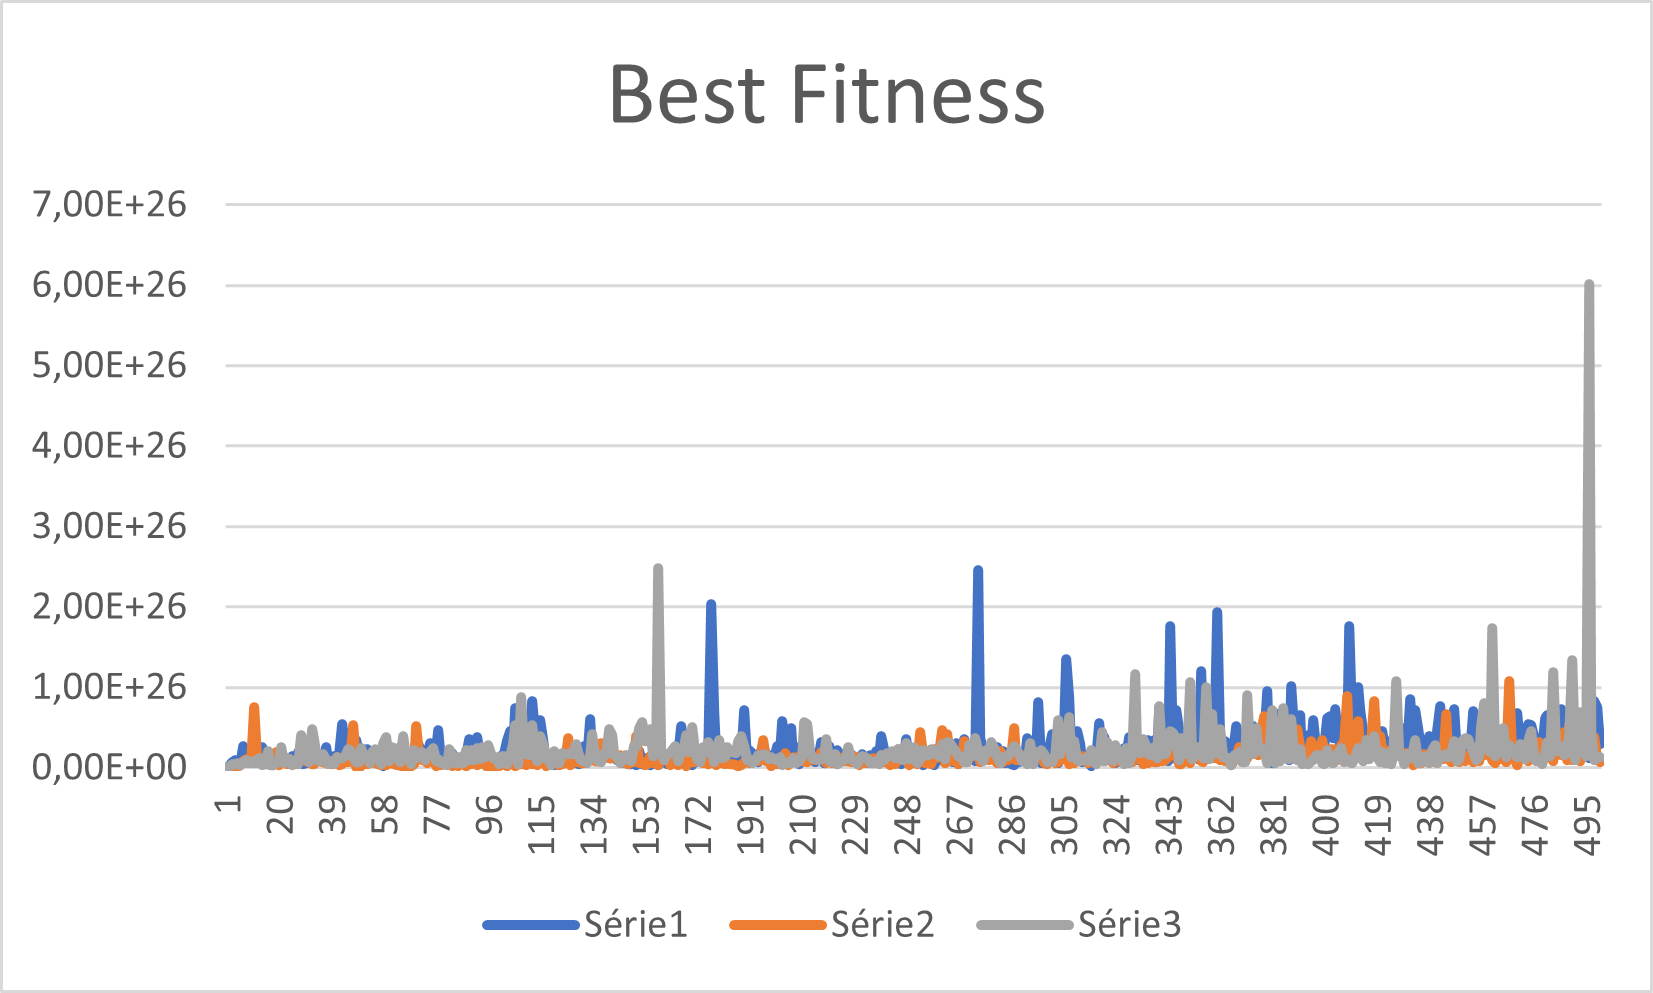 Best Fitness
7,00E+26
6,00E+26
5,00E+26
4,00E+26
3,00E+26
2,00E+26
1,00E+26
0,00E+00
1 20 39 58 77 96 115 134 153 172 191 210 229 248 267 286 305 324 343 362 381 400 419 438 457 476 495
Série1 Série2 Série3